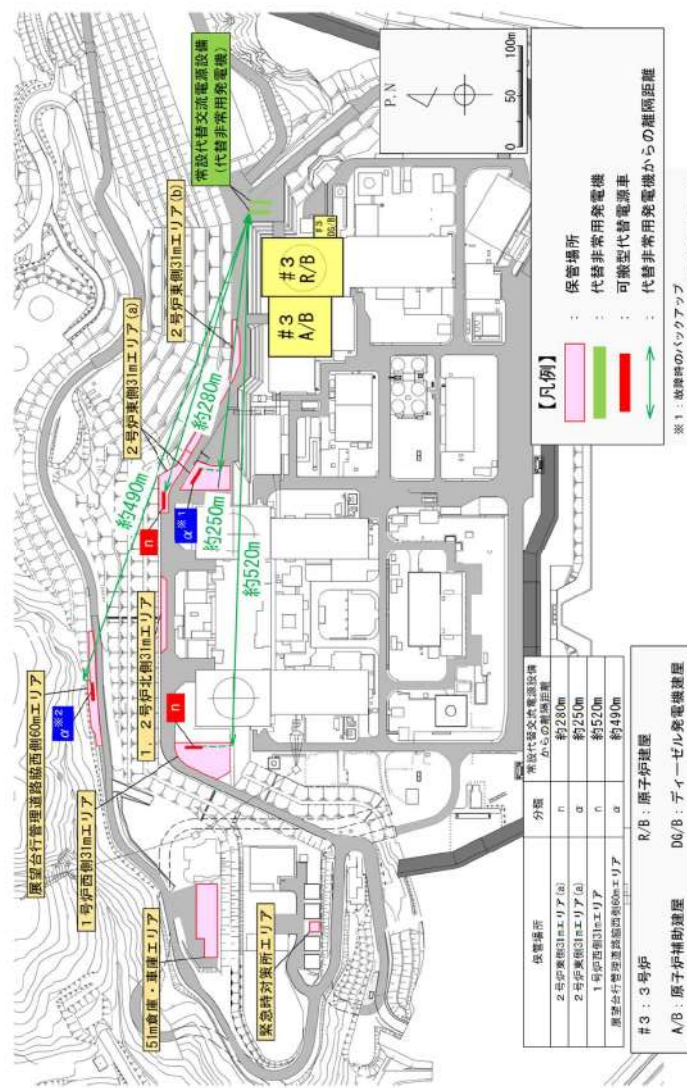 展望台行管理道路脇西側60mエリア
1号炉西側31mエリア
51m倉庫・車庫エリア
緊急時対策所エリア
1、2号炉北側31mエリア
2号炉東側31mエリア(a)
2号炉東側31mエリア(b)
常設代替交流電源設備
(代替非常用発電機)
α※2
n
n
α※1
約490m
約280m
約250m
約520m
#3
A/B
#3
R/B
#3
DG/B
P.N
0 50 100m
【凡例】
: 保管場所
: 代替非常用発電機
: 可搬型代替電源車
: 代替非常用発電機からの離隔距離
※1:故障時のバックアップ
保管場所 分類 常設代替交流電源設備からの離隔距離
2号炉東側31mエリア(a) n 約280m
2号炉東側31mエリア(a) α 約250m
1号炉西側31mエリア n 約520m
展望台行管理道路脇西側60mエリア α 約490m
#3:3号炉 R/B:原子炉建屋
A/B:原子炉補助建屋 DG/B:ディーゼル発電機建屋